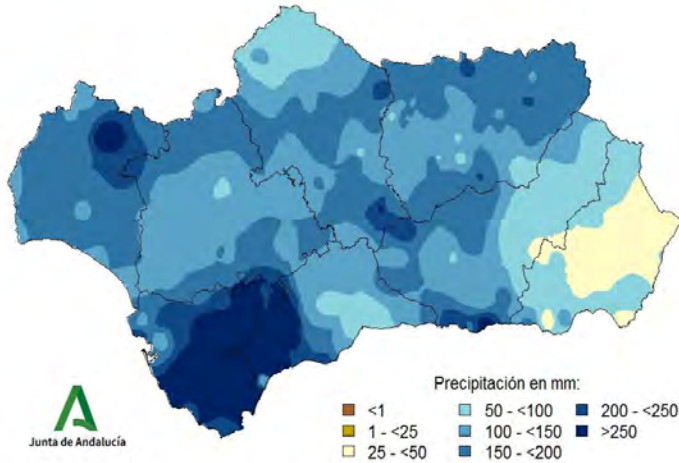 Precipitación en mm:
<1
50 - <100
200 - <250
1 - <25
100 - <150
>250
25 - <50
150 - <200
Junta de Andalucía